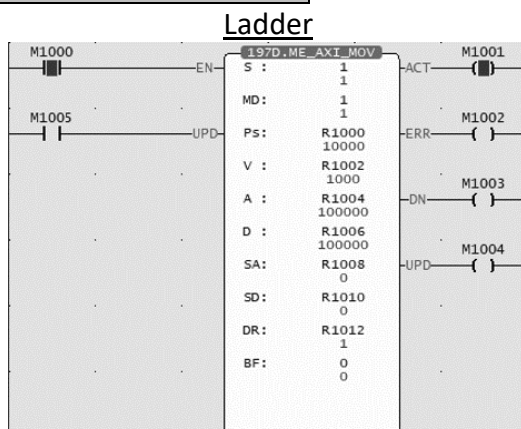 Ladder
M1000 197D.ME_AXI_MOV M1001
EN S : 1 ACT
1
MD: 1
1
M1005 M1002
UPD Ps: R1000 ERR
10000
V : R1002
1000
M1003
A : R1004 DN
100000
D : R1006
100000
M1004
SA: R1008 UPD
0
SD: R1010
0
DR: R1012
1
BF: 0
0